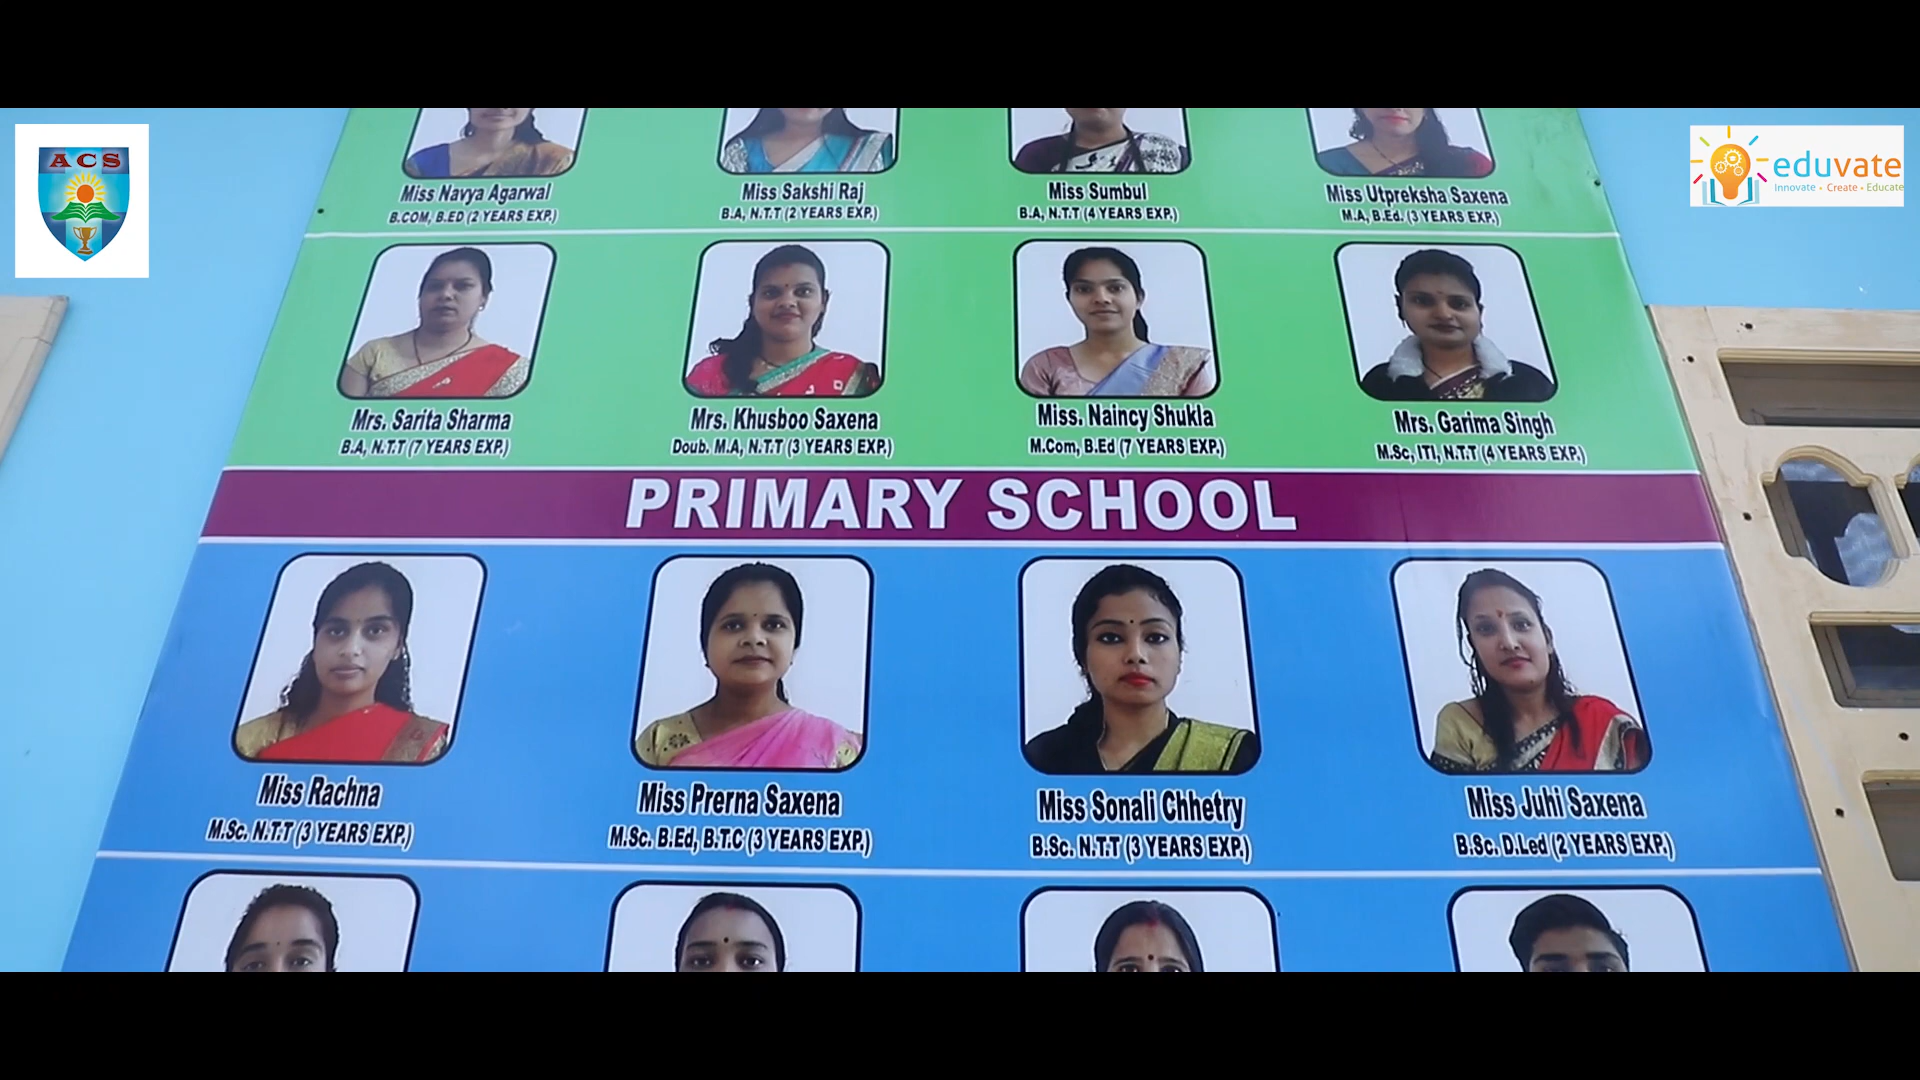 ACS
eduvate
Innovate • Create • Educate
Miss Navya Agarwal
B.COM, B.ED (2 YEARS EXP.)
Miss Sakshi Raj
B.A, N.T.T (2 YEARS EXP.)
Miss Sumbul
B.A, N.T.T (4 YEARS EXP.)
Miss Utpreksha Saxena
M.A, B.Ed. (3 YEARS EXP.)
Mrs. Sarita Sharma
B.A, N.T.T (7 YEARS EXP.)
Mrs. Khusboo Saxena
Doub. M.A, N.T.T (3 YEARS EXP.)
Miss. Naincy Shukla
M.Com, B.Ed (7 YEARS EXP.)
Mrs. Garima Singh
M.Sc, ITI, N.T.T (4 YEARS EXP.)
PRIMARY SCHOOL
Miss Rachna
M.Sc. N.T.T (3 YEARS EXP.)
Miss Prerna Saxena
M.Sc. B.Ed, B.T.C (3 YEARS EXP.)
Miss Sonali Chhetry
B.Sc. N.T.T (3 YEARS EXP.)
Miss Juhi Saxena
B.Sc. D.Led (2 YEARS EXP.)